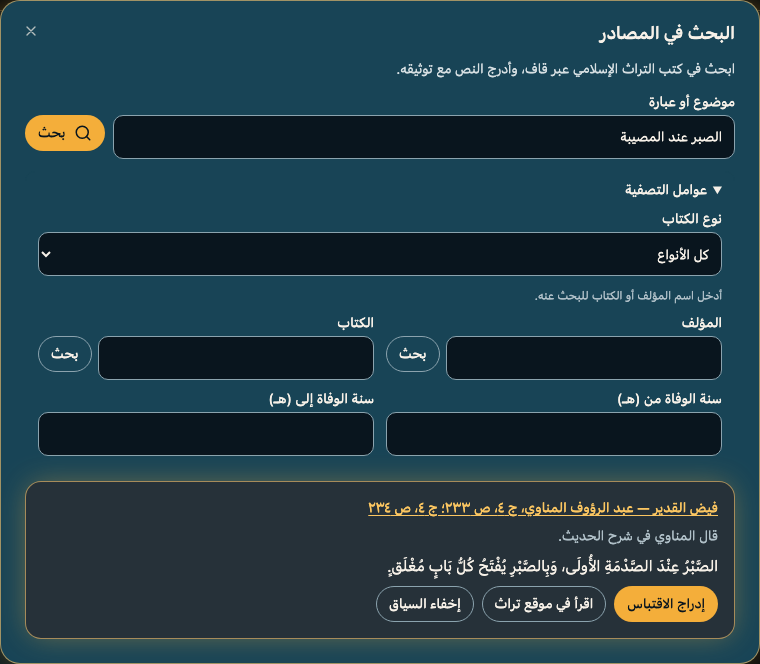 البحث في المصادر
ابحث في كتب التراث الإسلامي عبر قاف، وأدرج النص مع توثيقه.
موضوع أو عبارة
الصبر عند المصيبة
بحث
▼ عوامل التصفية
نوع الكتاب
كل الأنواع
أدخل اسم المؤلف أو الكتاب للبحث عنه.
المؤلف
الكتاب
بحث
بحث
سنة الوفاة من (هـ)
سنة الوفاة إلى (هـ)
فيض القدير — عبد الرؤوف المناوي، ج ٤، ص ٢٣٣؛ ج ٤، ص ٢٣٤
قال المناوي في شرح الحديث.
الصَّبْرُ عِنْدَ الصَّدْمَةِ الأُولَى، وَبِالصَّبْرِ يُفْتَحُ كُلُّ بَابٍ مُغْلَقٍ.
إدراج الاقتباس
اقرأ في موقع تراث
إخفاء السياق